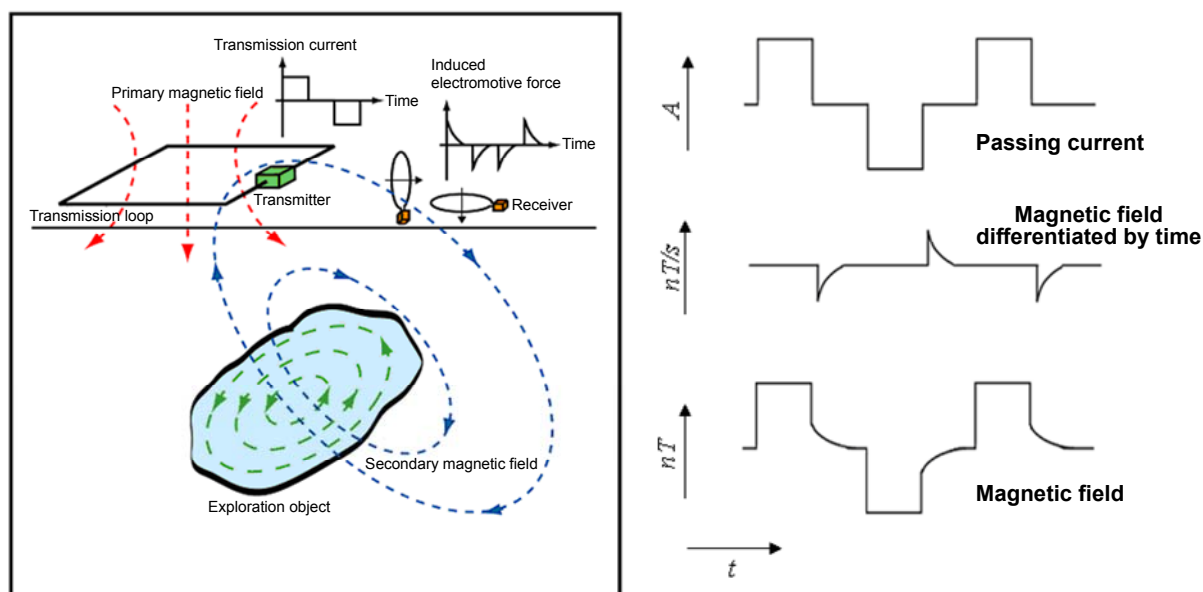 Transmission current
Time
Primary magnetic field
Induced
electromotive force
Time
Transmitter
Receiver
Transmission loop
Secondary magnetic field
Exploration object
A
Passing current
nT/s
Magnetic field
differentiated by time
nT
Magnetic field
t